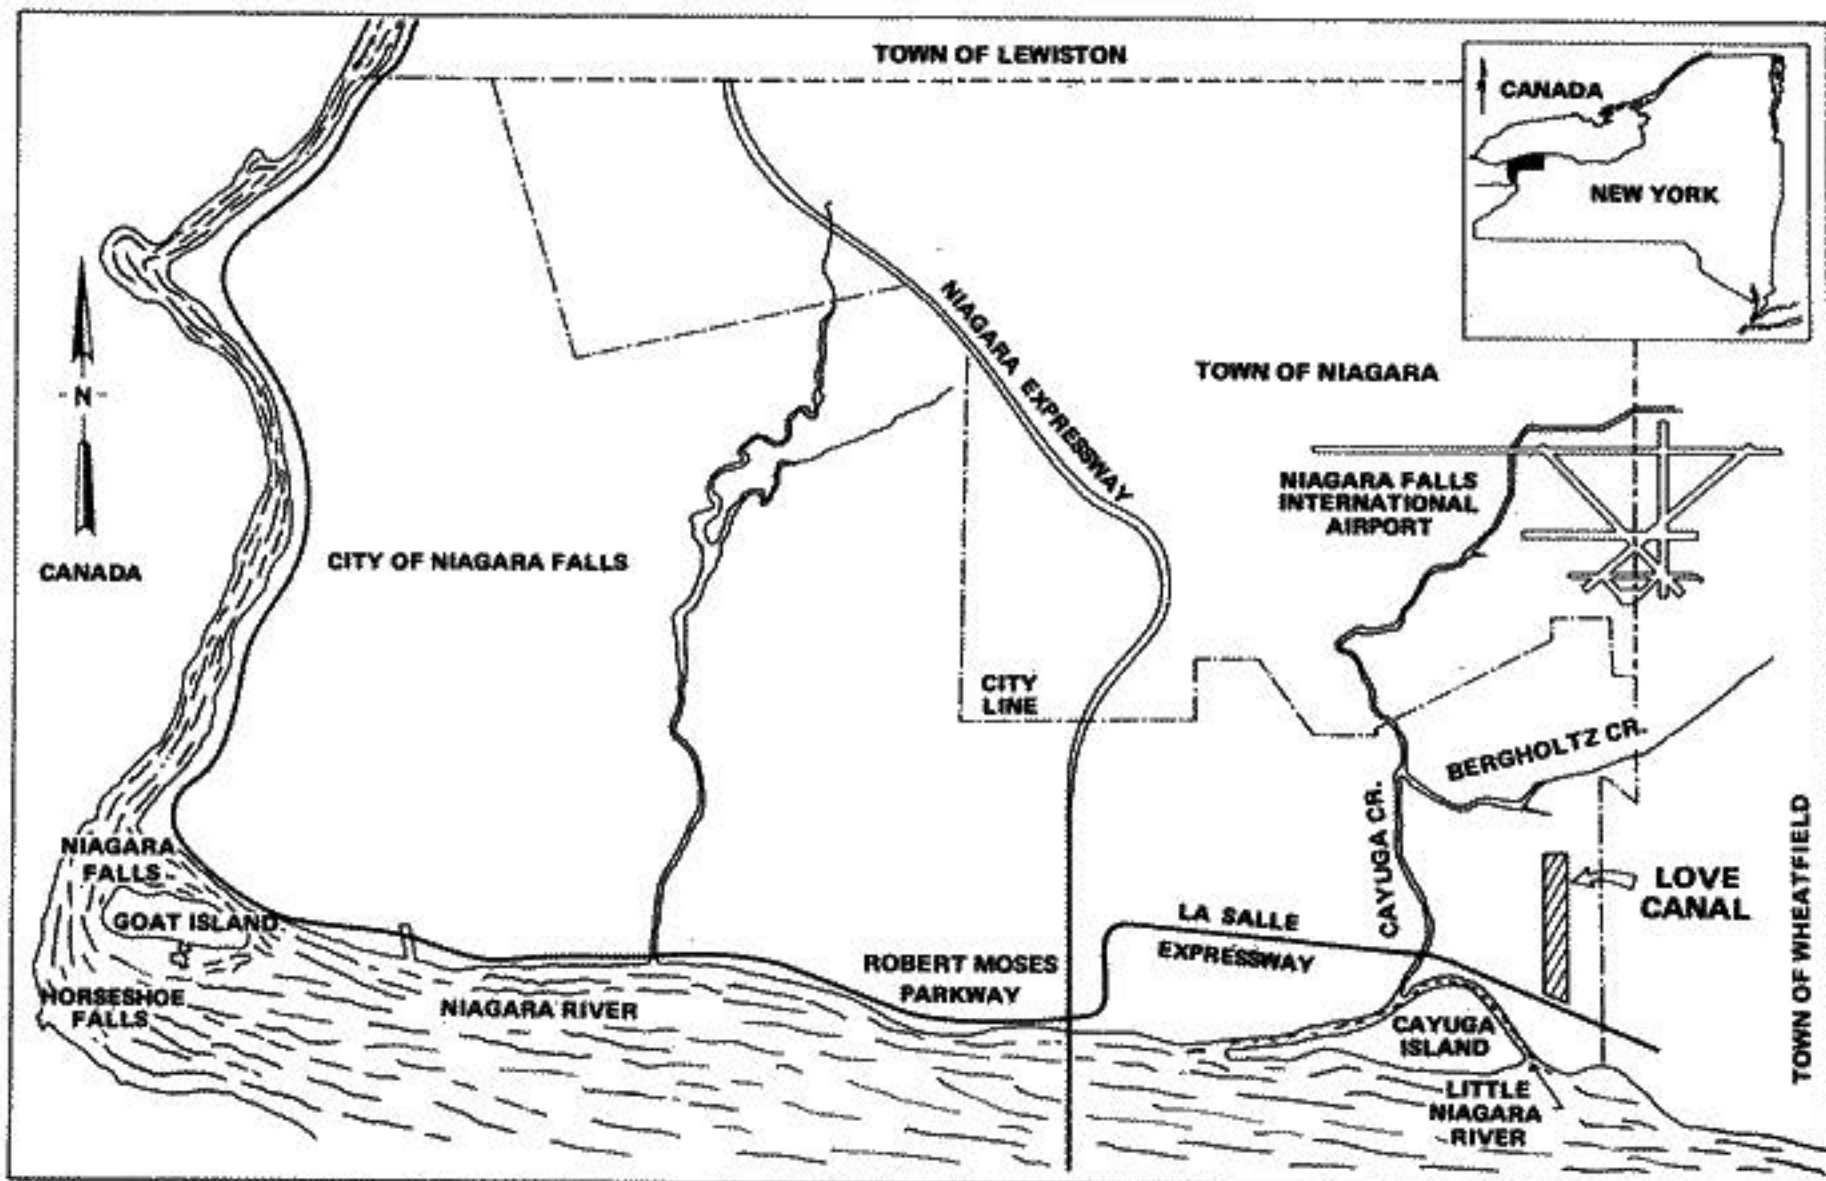 TOWN OF LEWISTON
CANADA
NEW YORK
NIAGARA EXPRESSWAY
TOWN OF NIAGARA
N
NIAGARA FALLS
INTERNATIONAL
AIRPORT
CANADA
CITY OF NIAGARA FALLS
CITY
LINE
BERGHOLTZ CR.
CAYUGA CR.
TOWN OF WHEATFIELD
NIAGARA
FALLS
GOAT ISLAND
LOVE
CANAL
LA SALLE
EXPRESSWAY
ROBERT MOSES
PARKWAY
HORSESHOE
FALLS
NIAGARA RIVER
CAYUGA
ISLAND
LITTLE
NIAGARA
RIVER